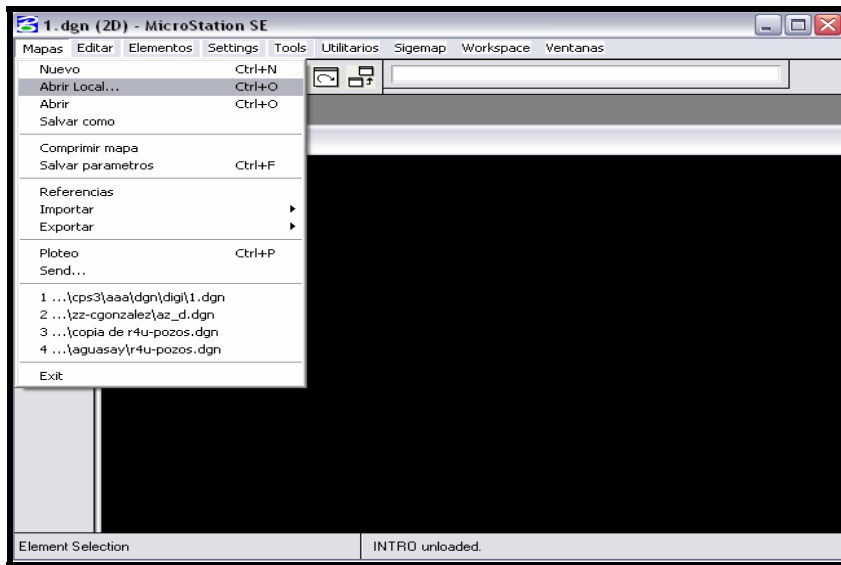 1.dgn (2D) - MicroStation SE
Mapas Editar Elementos Settings Tools Utilitarios Sigemap Workspace Ventanas
Nuevo Ctrl+N
Abrir Local... Ctrl+O
Abrir Ctrl+O
Salvar como
Comprimir mapa
Salvar parametros Ctrl+F
Referencias
Importar
Exportar
Ploteo Ctrl+P
Send...
1 ...\cps3\aaa\dgn\digi\1.dgn
2 ...\zz-cgonzalez\az_d.dgn
3 ...\copia de r4u-pozos.dgn
4 ...\aguasay\r4u-pozos.dgn
Exit
Element Selection INTRO unloaded.